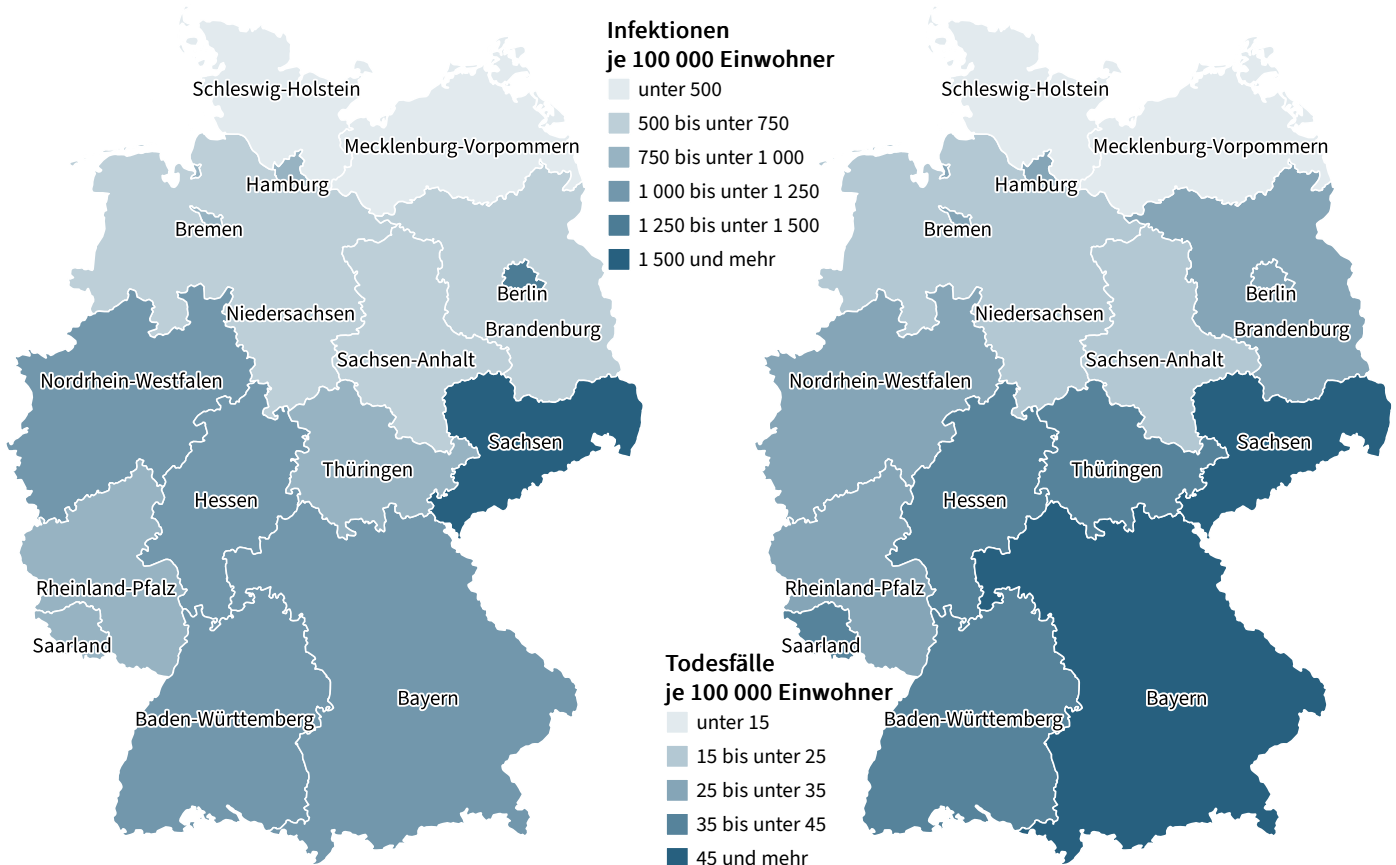 Infektionen
je 100 000 Einwohner
unter 500
500 bis unter 750
750 bis unter 1 000
1 000 bis unter 1 250
1 250 bis unter 1 500
1 500 und mehr
Schleswig-Holstein
Mecklenburg-Vorpommern
Hamburg
Bremen
Berlin
Niedersachsen
Brandenburg
Sachsen-Anhalt
Nordrhein-Westfalen
Sachsen
Thüringen
Hessen
Rheinland-Pfalz
Saarland
Bayern
Baden-Württemberg
Todesfälle
je 100 000 Einwohner
unter 15
15 bis unter 25
25 bis unter 35
35 bis unter 45
45 und mehr
Schleswig-Holstein
Mecklenburg-Vorpommern
Hamburg
Bremen
Berlin
Niedersachsen
Brandenburg
Sachsen-Anhalt
Nordrhein-Westfalen
Sachsen
Thüringen
Hessen
Rheinland-Pfalz
Saarland
Bayern
Baden-Württemberg